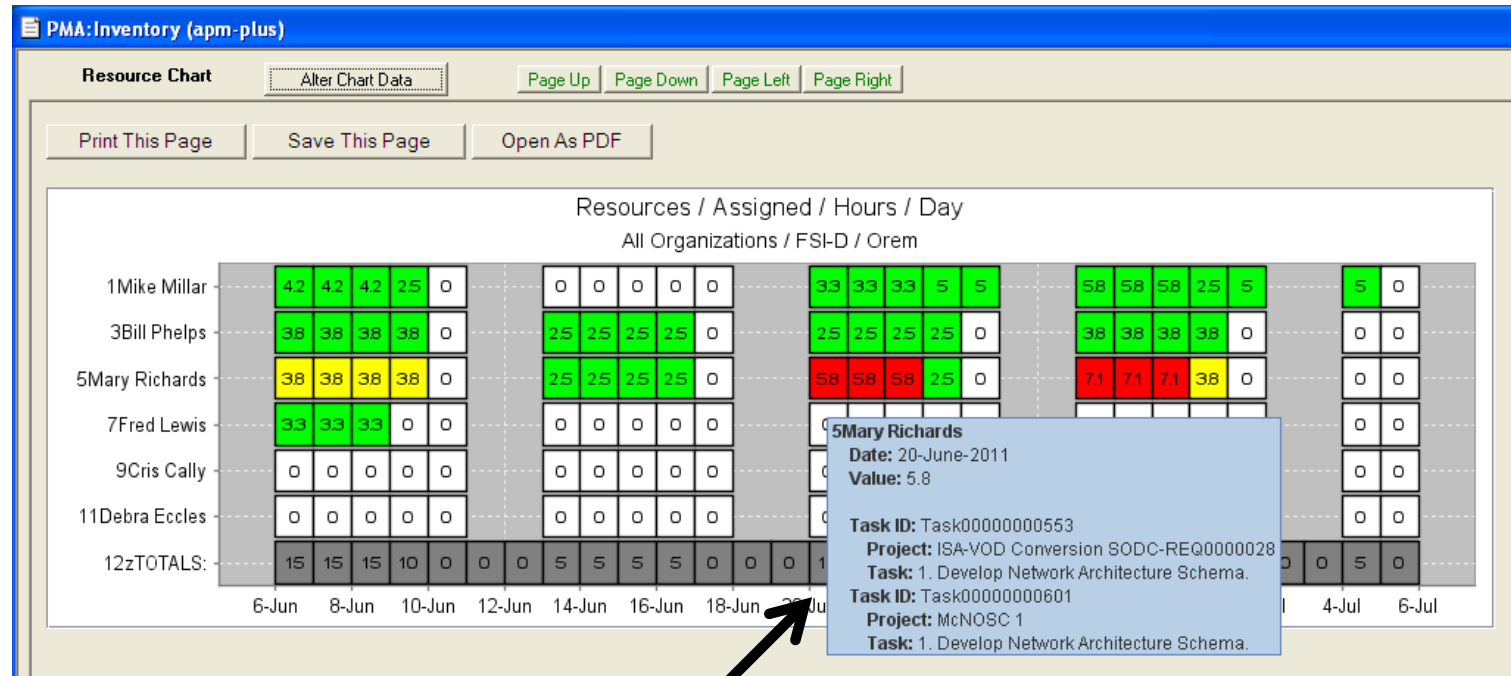 PMA:Inventory (apm-plus)
Resource Chart Alter Chart Data Page Up Page Down Page Left Page Right
Print This Page Save This Page Open As PDF
Resources / Assigned / Hours / Day
All Organizations / FSI-D / Orem
1Mike Millar 4.2 4.2 4.2 2.5 0 0 0 0 0 0 3.3 3.3 3.3 5 5 5.8 5.8 5.8 2.5 5 5 0
3Bill Phelps 3.8 3.8 3.8 3.8 0 2.5 2.5 2.5 2.5 0 2.5 2.5 2.5 2.5 0 3.8 3.8 3.8 3.8 0 0 0
5Mary Richards 3.8 3.8 3.8 3.8 0 2.5 2.5 2.5 2.5 0 5.8 5.8 5.8 2.5 0 7.1 7.1 7.1 3.8 0 0 0
7Fred Lewis 3.3 3.3 3.3 0 0 0 0 0 0 0 0 0
9Cris Cally 0 0 0 0 0 0 0 0 0 0 0 0
11Debra Eccles 0 0 0 0 0 0 0 0 0 0 0 0
12zTOTALS: 15 15 15 10 0 0 0 5 5 5 5 0 0 0 0 5 0
6-Jun 8-Jun 10-Jun 12-Jun 14-Jun 16-Jun 18-Jun 4-Jul 6-Jul
5Mary Richards
Date: 20-June-2011
Value: 5.8
Task ID: Task00000000553
Project: ISA-VOD Conversion SODC-REQ0000028
Task: 1. Develop Network Architecture Schema.
Task ID: Task00000000601
Project: McNOSC 1
Task: 1. Develop Network Architecture Schema.